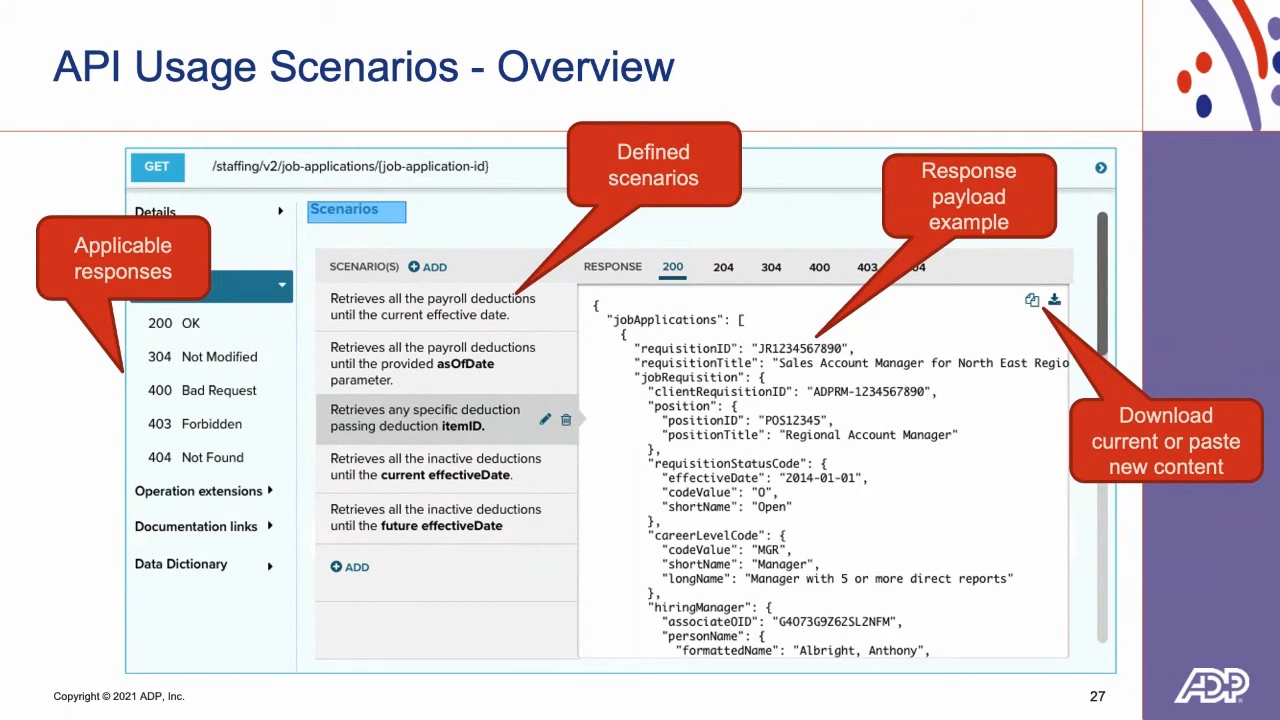 API Usage Scenarios - Overview
GET
/staffing/v2/job-applications/{job-application-id}
Defined
scenarios
Response
payload
example
Applicable
responses
Download
current or paste
new content
Details
200 OK
304 Not Modified
400 Bad Request
403 Forbidden
404 Not Found
Operation extensions
Documentation links
Data Dictionary
Scenarios
SCENARIO(S) ADD
Retrieves all the payroll deductions
until the current effective date.
Retrieves all the payroll deductions
until the provided asOfDate
parameter.
Retrieves any specific deduction
passing deduction itemID.
Retrieves all the inactive deductions
until the current effectiveDate.
Retrieves all the inactive deductions
until the future effectiveDate
ADD
RESPONSE 200 204 304 400 403 04
{
"jobApplications": [
{
"requisitionID": "JR1234567890",
"requisitionTitle": "Sales Account Manager for North East Regio
"jobRequisition": {
"clientRequisitionID": "ADPRM-1234567890",
"position": {
"positionID": "POS12345",
"positionTitle": "Regional Account Manager"
},
"requisitionStatusCode": {
"effectiveDate": "2014-01-01",
"codeValue": "O",
"shortName": "Open"
},
"careerLevelCode": {
"codeValue": "MGR",
"shortName": "Manager",
"longName": "Manager with 5 or more direct reports"
},
"hiringManager": {
"associateOID": "G4O73G9Z62SL2NFM",
"personName": {
"formattedName": "Albright, Anthony",
Copyright © 2021 ADP, Inc.
27
ADP